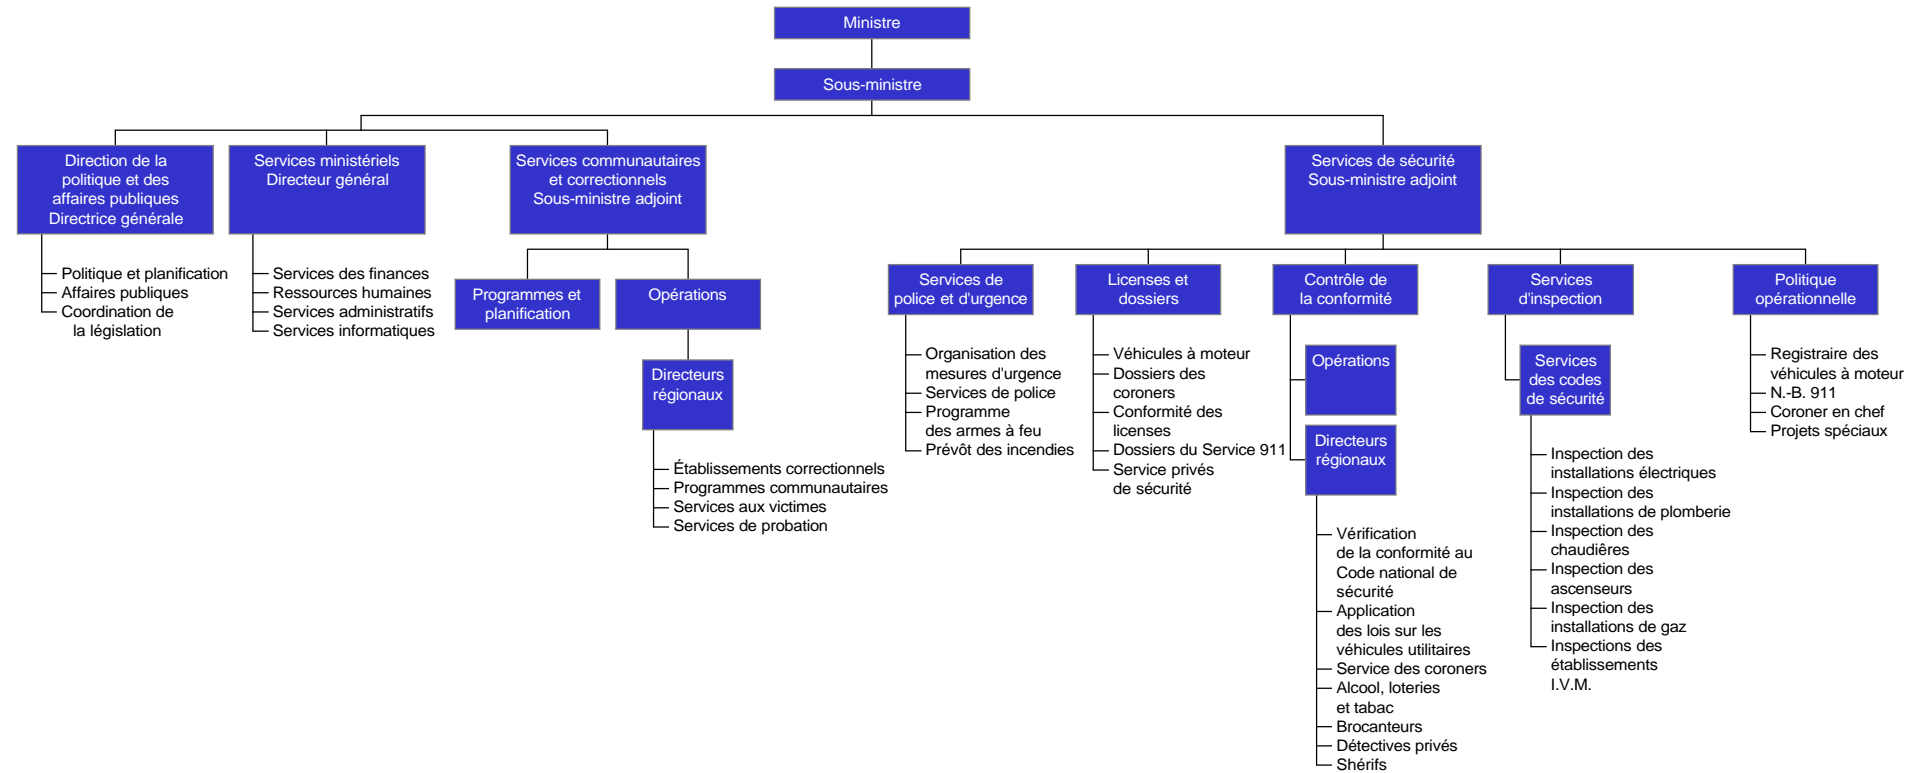 Ministre
Sous-ministre
Direction de la
politique et des
affaires publiques
Directrice générale
Politique et planification
Affaires publiques
Coordination de
la législation
Services ministériels
Directeur général
Services des finances
Ressources humaines
Services administratifs
Services informatiques
Services communautaires
et correctionnels
Sous-ministre adjoint
Programmes et
planification
Opérations
Directeurs
régionaux
Établissements correctionnels
Programmes communautaires
Services aux victimes
Services de probation
Services de sécurité
Sous-ministre adjoint
Services de
police et d'urgence
Organisation des
mesures d'urgence
Services de police
Programme
des armes à feu
Prévôt des incendies
Licenses et
dossiers
Véhicules à moteur
Dossiers des
coroners
Conformité des
licenses
Dossiers du Service 911
Service privés
de sécurité
Contrôle de
la conformité
Opérations
Directeurs
régionaux
Vérification
de la conformité au
Code national de
sécurité
Application
des lois sur les
véhicules utilitaires
Service des coroners
Alcool, loteries
et tabac
Brocanteurs
Détectives privés
Shérifs
Services
d'inspection
Services
des codes
de sécurité
Inspection des
installations électriques
Inspection des
installations de plomberie
Inspection des
chaudiêres
Inspection des
ascenseurs
Inspection des
installations de gaz
Inspections des
établissements
I.V.M.
Politique
opérationnelle
Registraire des
véhicules à moteur
N.-B. 911
Coroner en chef
Projets spéciaux